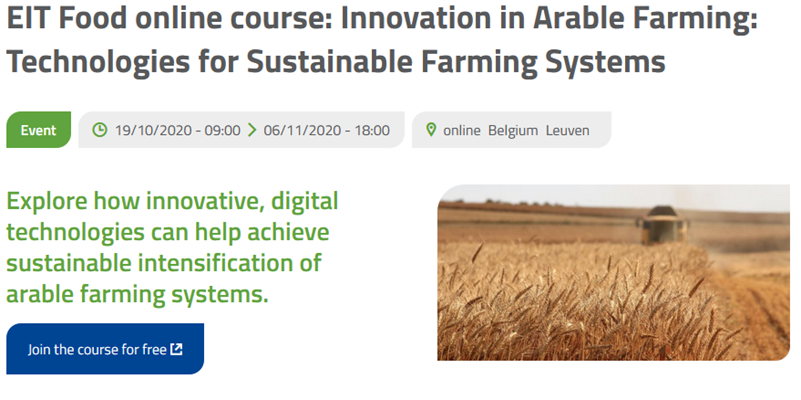 EIT Food online course: Innovation in Arable Farming:
Technologies for Sustainable Farming Systems
Event
19/10/2020 - 09:00 > 06/11/2020 - 18:00
online Belgium Leuven
Explore how innovative, digital
technologies can help achieve
sustainable intensification of
arable farming systems.
Join the course for free